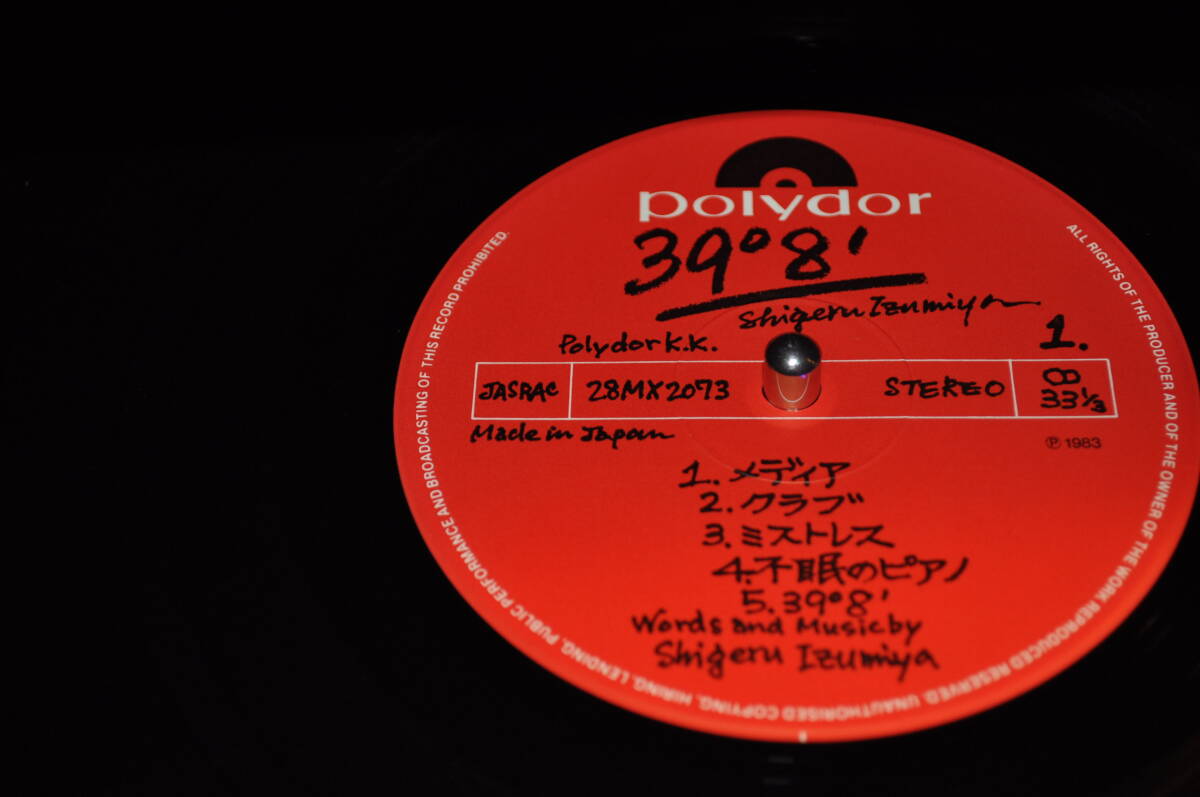 polydor
39°8'
Shigeru Izumiya
Polydor K.K.
1.
JASRAC
28MX2073
STEREO
33 1/3
Made in Japan
℗ 1983
1. メディア
2. クラブ
3. ミストレス
4. 不眠のピアノ
5. 39°8'
Words and Music by
Shigeru Izumiya
ALL RIGHTS OF THE PRODUCER AND OF THE OWNER OF THE WORK REPRODUCED RESERVED. UNAUTHORISED COPYING, HIRING, LENDING, PUBLIC PERFORMANCE AND BROADCASTING OF THIS RECORD PROHIBITED.